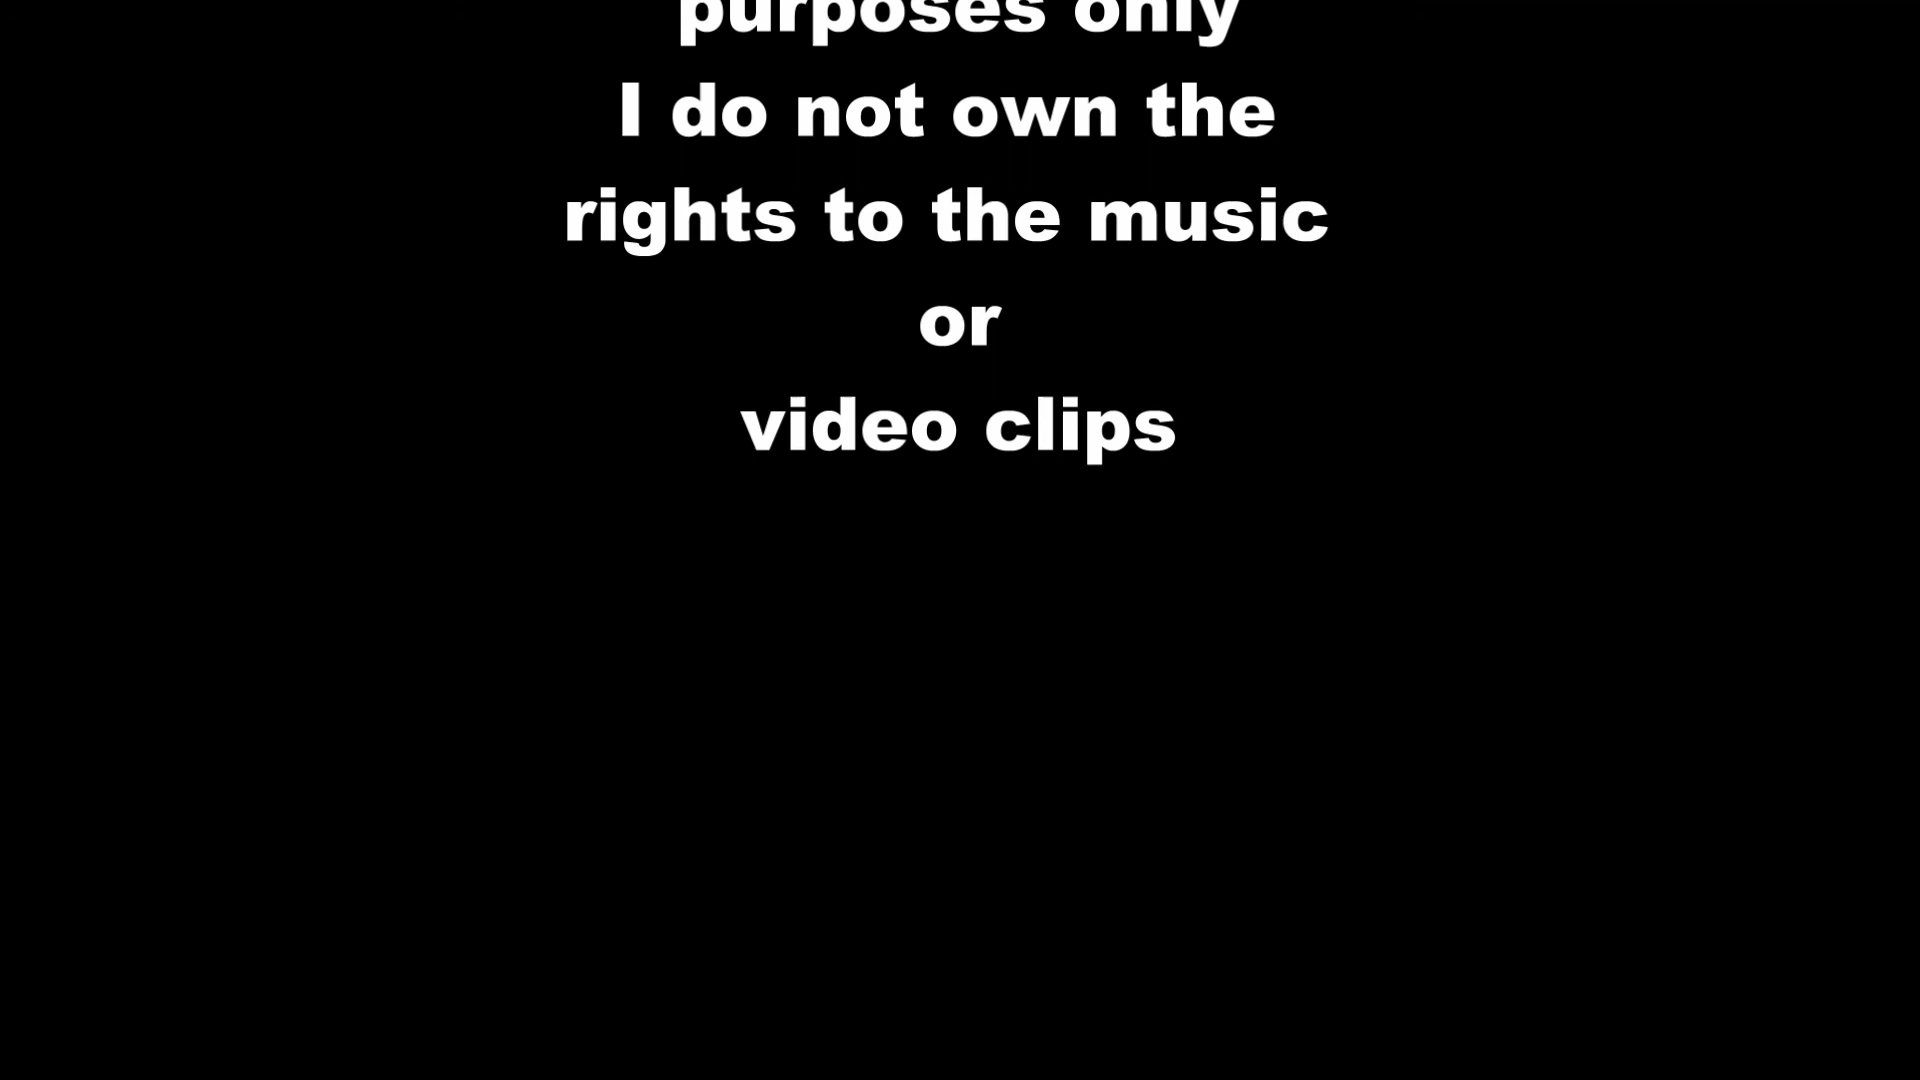 purposes only
I do not own the
rights to the music
or
video clips